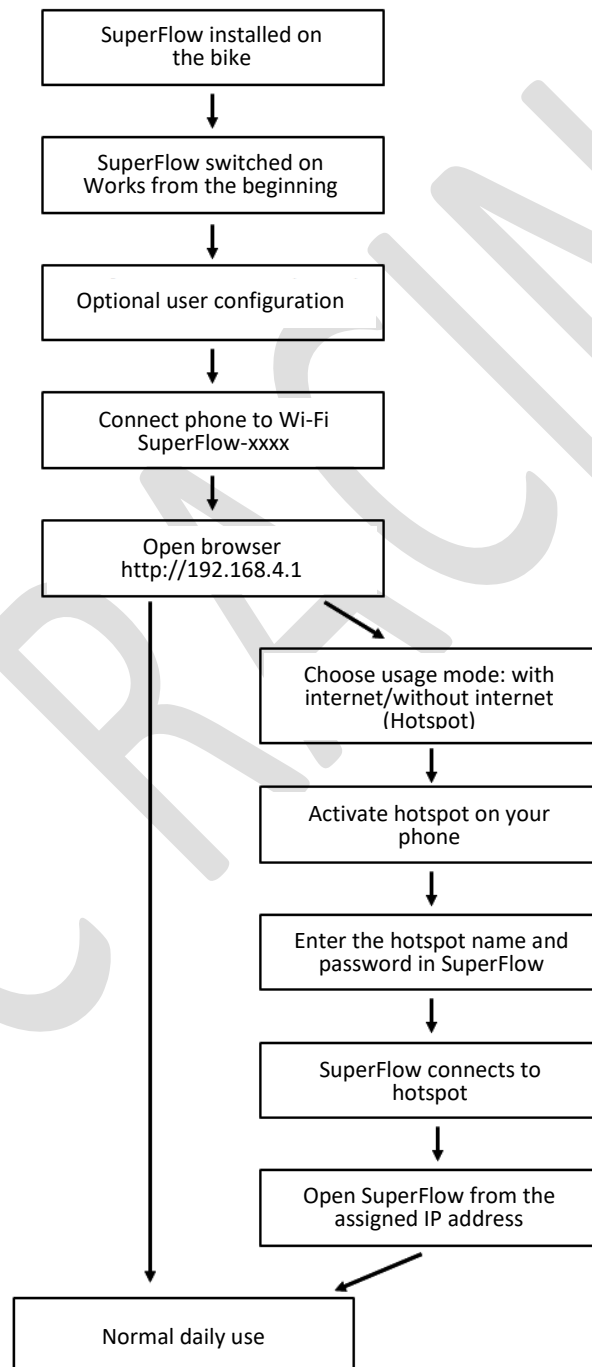 SuperFlow installed on
the bike
SuperFlow switched on
Works from the beginning
Optional user configuration
Connect phone to Wi-Fi
SuperFlow-xxxx
Open browser
http://192.168.4.1
Choose usage mode: with
internet/without internet
(Hotspot)
Activate hotspot on your
phone
Enter the hotspot name and
password in SuperFlow
SuperFlow connects to
hotspot
Open SuperFlow from the
assigned IP address
Normal daily use